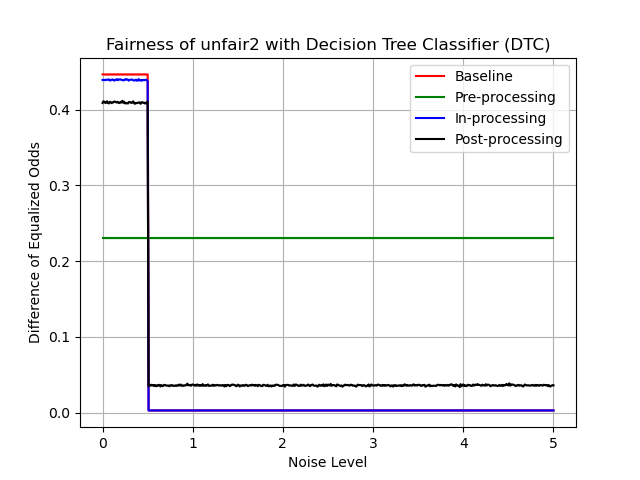 Fairness of unfair2 with Decision Tree Classifier (DTC)
Baseline
Pre-processing
In-processing
Post-processing
Difference of Equalized Odds
0.4
0.3
0.2
0.1
0.0
0 1 2 3 4 5
Noise Level